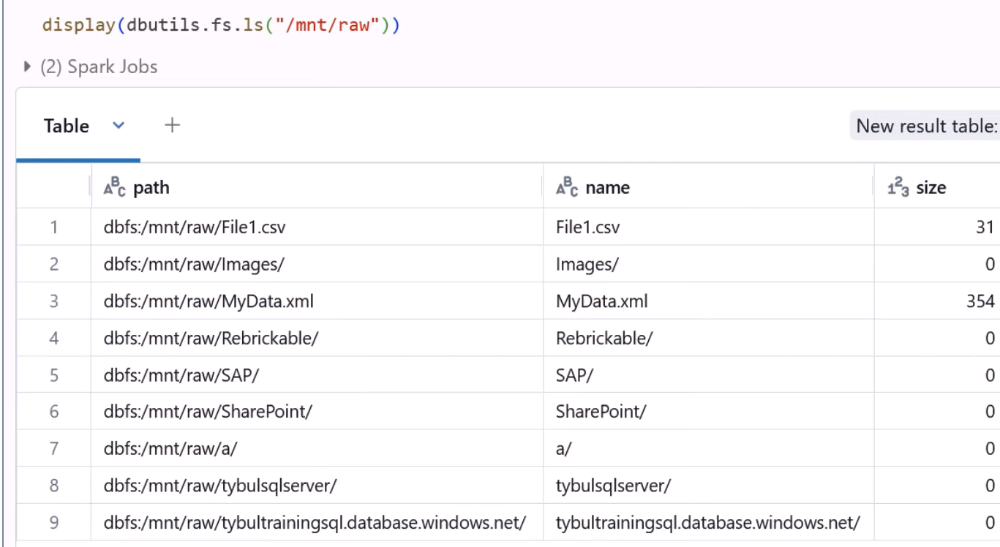 display(dbutils.fs.ls("/mnt/raw"))
(2) Spark Jobs
Table
New result table:
path name size
1 dbfs:/mnt/raw/File1.csv File1.csv 31
2 dbfs:/mnt/raw/Images/ Images/ 0
3 dbfs:/mnt/raw/MyData.xml MyData.xml 354
4 dbfs:/mnt/raw/Rebrickable/ Rebrickable/ 0
5 dbfs:/mnt/raw/SAP/ SAP/ 0
6 dbfs:/mnt/raw/SharePoint/ SharePoint/ 0
7 dbfs:/mnt/raw/a/ a/ 0
8 dbfs:/mnt/raw/tybulsqlserver/ tybulsqlserver/ 0
9 dbfs:/mnt/raw/tybultrainingsql.database.windows.net/ tybultrainingsql.database.windows.net/ 0